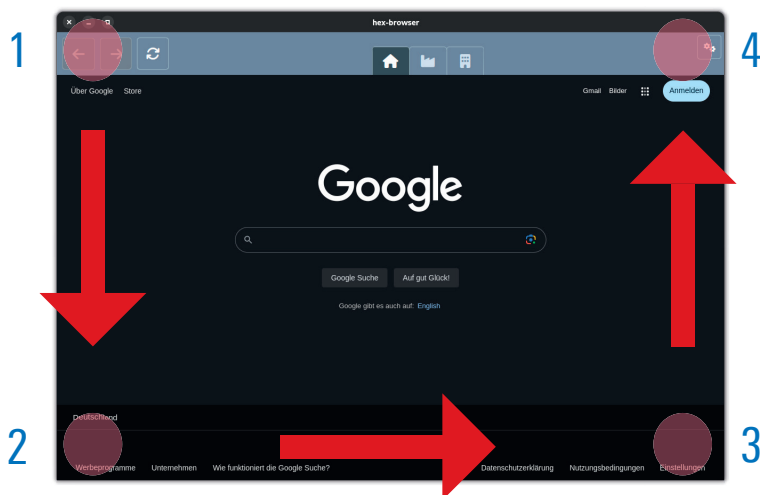 hex-browser
1
4
Über Google Store
Gmail Bilder Anmelden
Google
Google Suche Auf gut Glück!
Google gibt es auch auf: English
Deutschland
2
3
Werbeprogramme Unternehmen Wie funktioniert die Google Suche? Datenschutzerklärung Nutzungsbedingungen Einstellungen